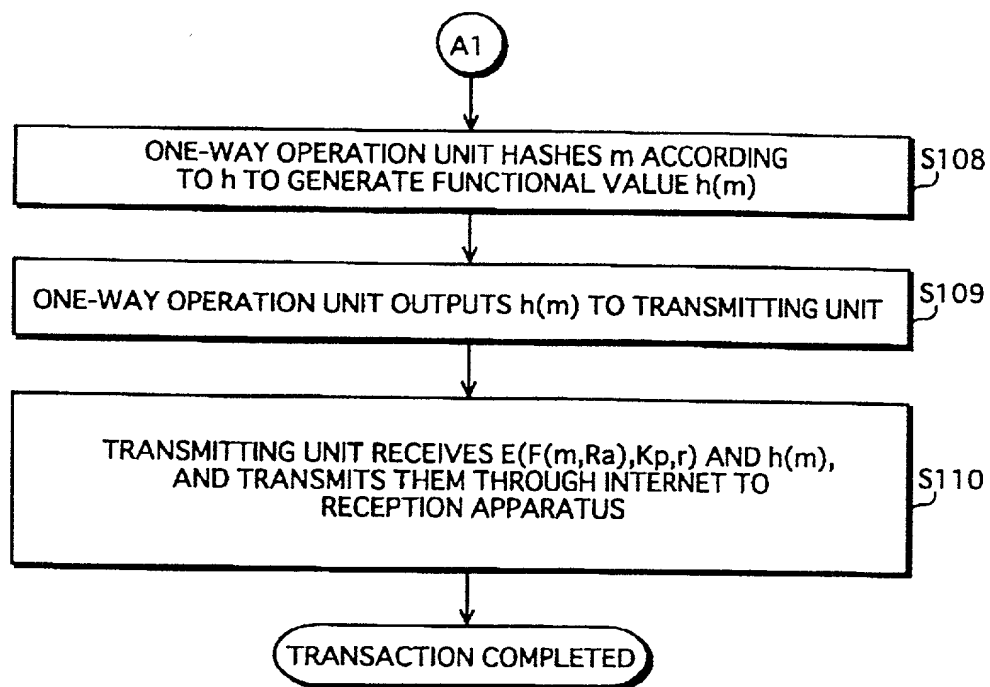 A1
ONE-WAY OPERATION UNIT HASHES m ACCORDING
TO h TO GENERATE FUNCTIONAL VALUE h(m)
S108
ONE-WAY OPERATION UNIT OUTPUTS h(m) TO TRANSMITTING UNIT
S109
TRANSMITTING UNIT RECEIVES E(F(m,Ra),Kp,r) AND h(m),
AND TRANSMITS THEM THROUGH INTERNET TO
RECEPTION APPARATUS
S110
TRANSACTION COMPLETED